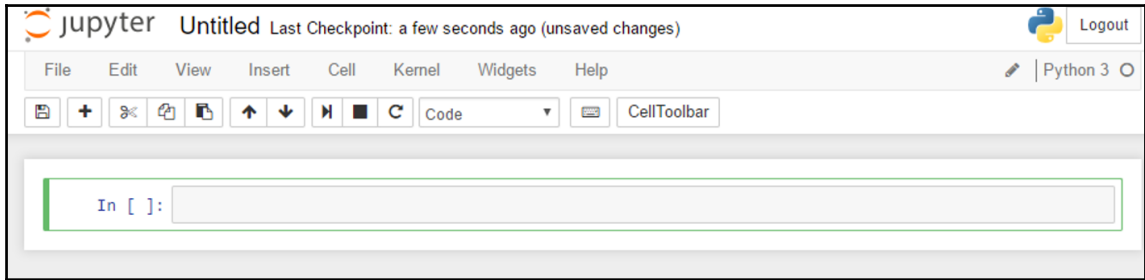 jupyter Untitled Last Checkpoint: a few seconds ago (unsaved changes) Logout
File Edit View Insert Cell Kernel Widgets Help Python 3
Code CellToolbar
In [ ]: